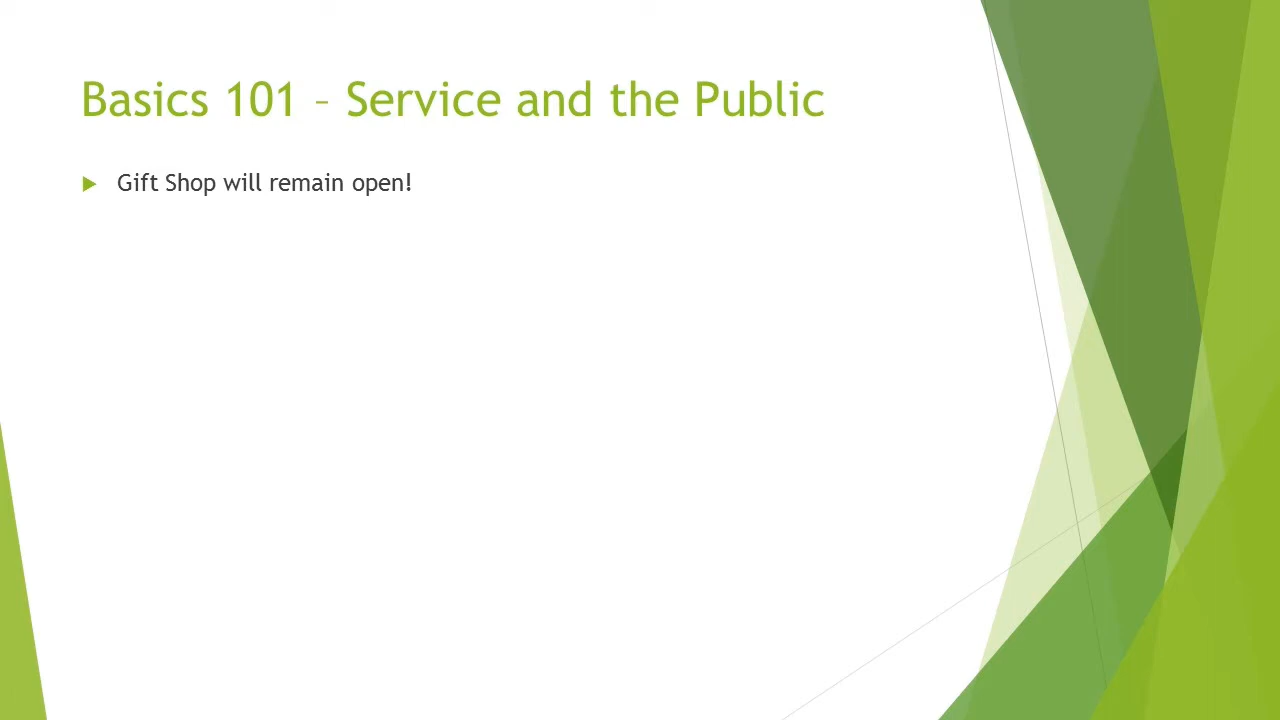 Basics 101 – Service and the Public
Gift Shop will remain open!